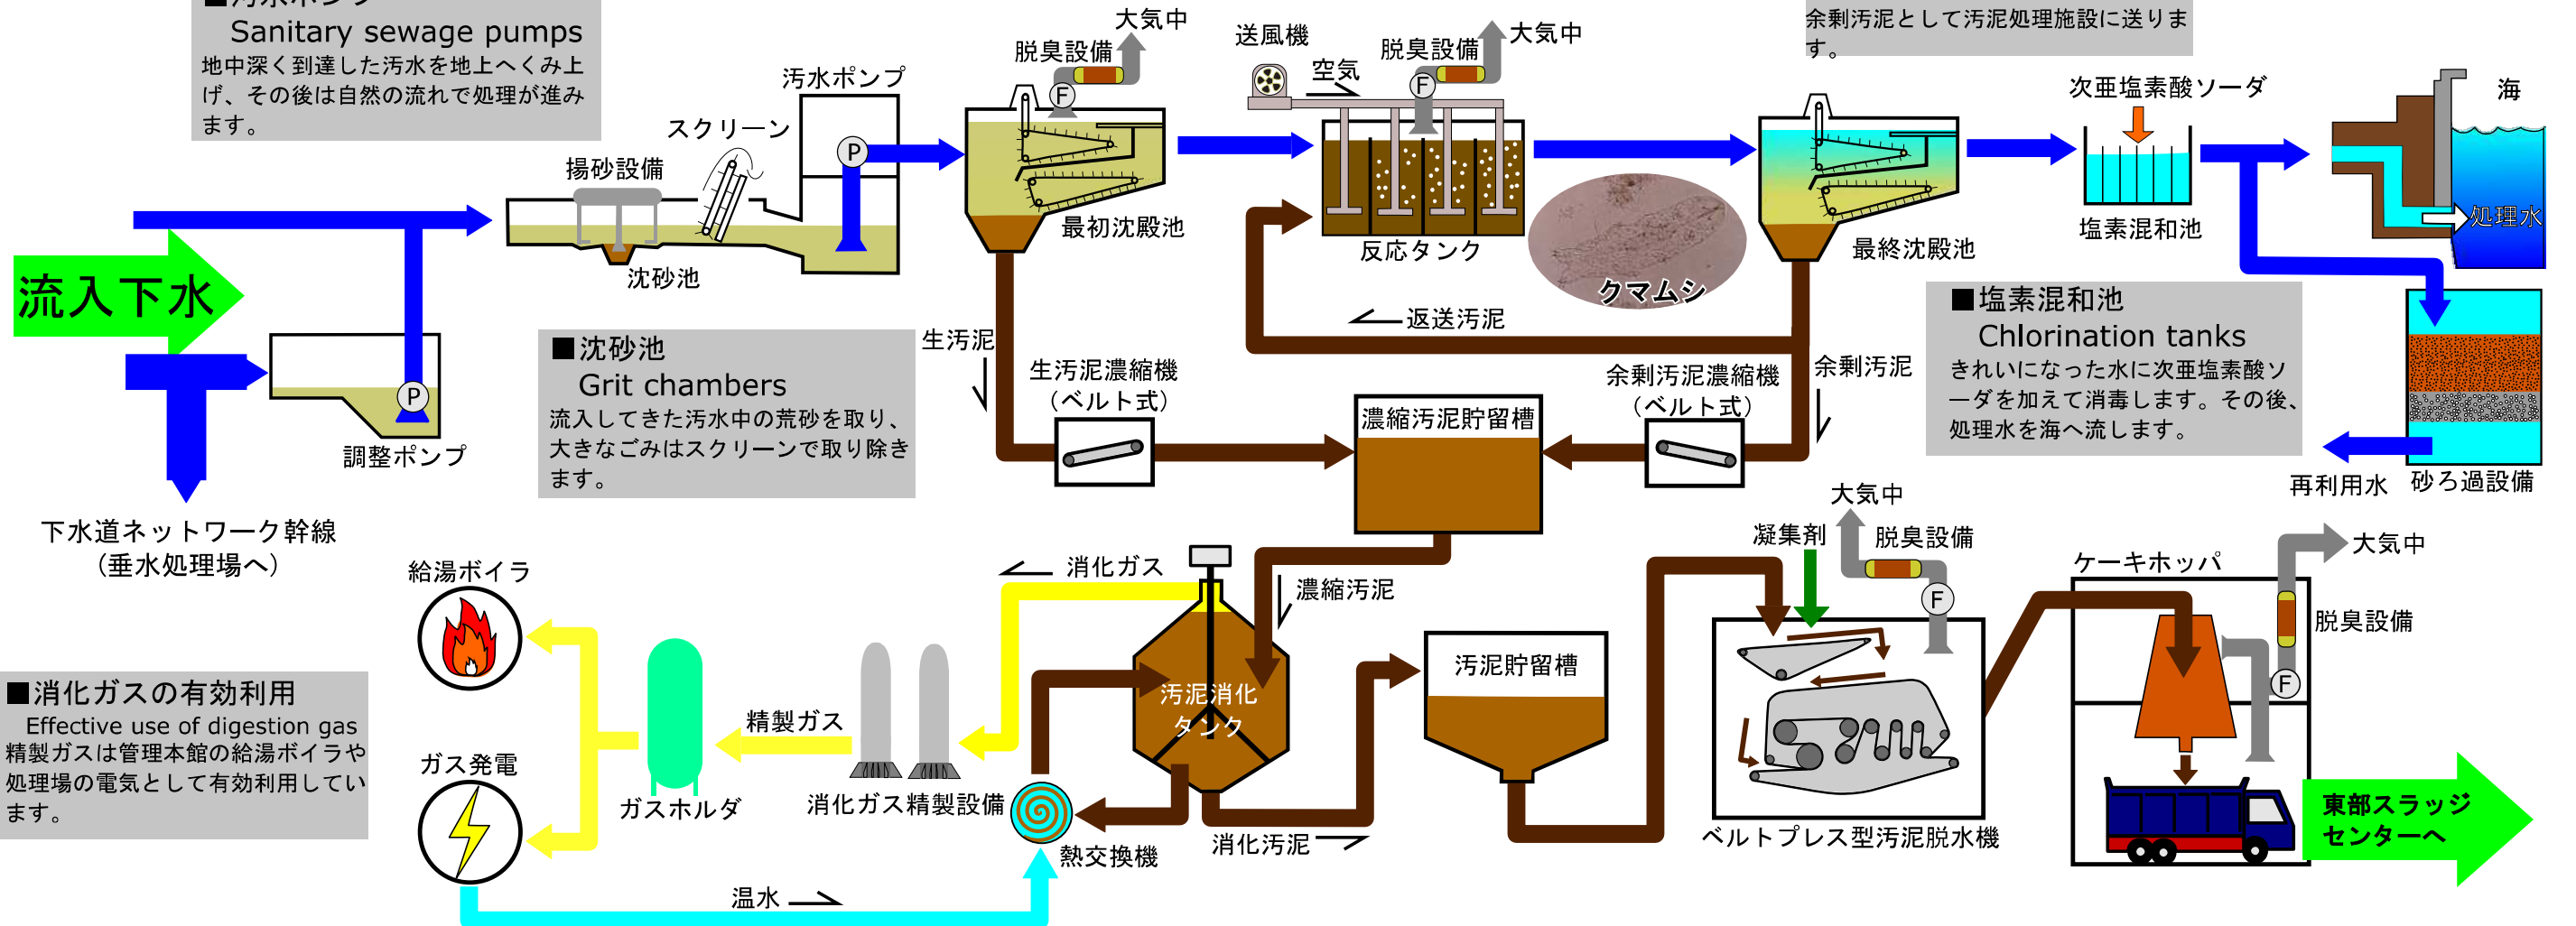 ■汚水ポンプ
Sanitary sewage pumps
地中深く到達した汚水を地上へくみ上
げ、その後は自然の流れで処理が進み
ます。
余剰汚泥として汚泥処理施設に送りま
す。
流入下水
調整ポンプ
P
下水道ネットワーク幹線
(垂水処理場へ)
揚砂設備
沈砂池
スクリーン
汚水ポンプ
P
■沈砂池
Grit chambers
流入してきた汚水中の荒砂を取り、
大きなごみはスクリーンで取り除き
ます。
大気中
脱臭設備
F
最初沈殿池
送風機
空気
大気中
脱臭設備
F
反応タンク
クマムシ
最終沈殿池
次亜塩素酸ソーダ
塩素混和池
海
処理水
■塩素混和池
Chlorination tanks
きれいになった水に次亜塩素酸ソ
ーダを加えて消毒します。その後、
処理水を海へ流します。
再利用水
砂ろ過設備
返送汚泥
生汚泥
生汚泥濃縮機
(ベルト式)
濃縮汚泥貯留槽
余剰汚泥濃縮機
(ベルト式)
余剰汚泥
濃縮汚泥
消化ガス
汚泥消化
タンク
給湯ボイラ
ガス発電
■消化ガスの有効利用
Effective use of digestion gas
精製ガスは管理本館の給湯ボイラや
処理場の電気として有効利用してい
ます。
ガスホルダ
精製ガス
消化ガス精製設備
熱交換機
温水
消化汚泥
汚泥貯留槽
凝集剤
大気中
脱臭設備
F
ベルトプレス型汚泥脱水機
ケーキホッパ
大気中
脱臭設備
F
東部スラッジ
センターへ